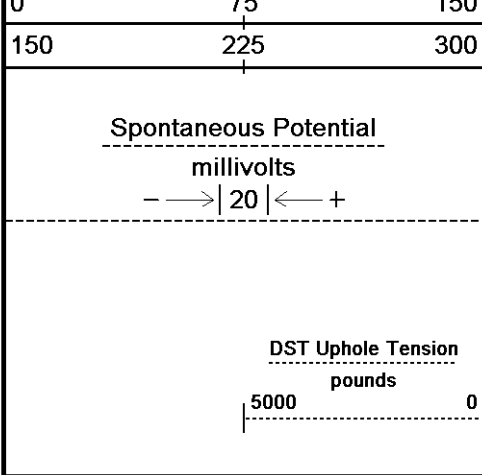 0 75 150
150 225 300
Spontaneous Potential
millivolts
− → | 20 | ← +
DST Uphole Tension
pounds
5000 0